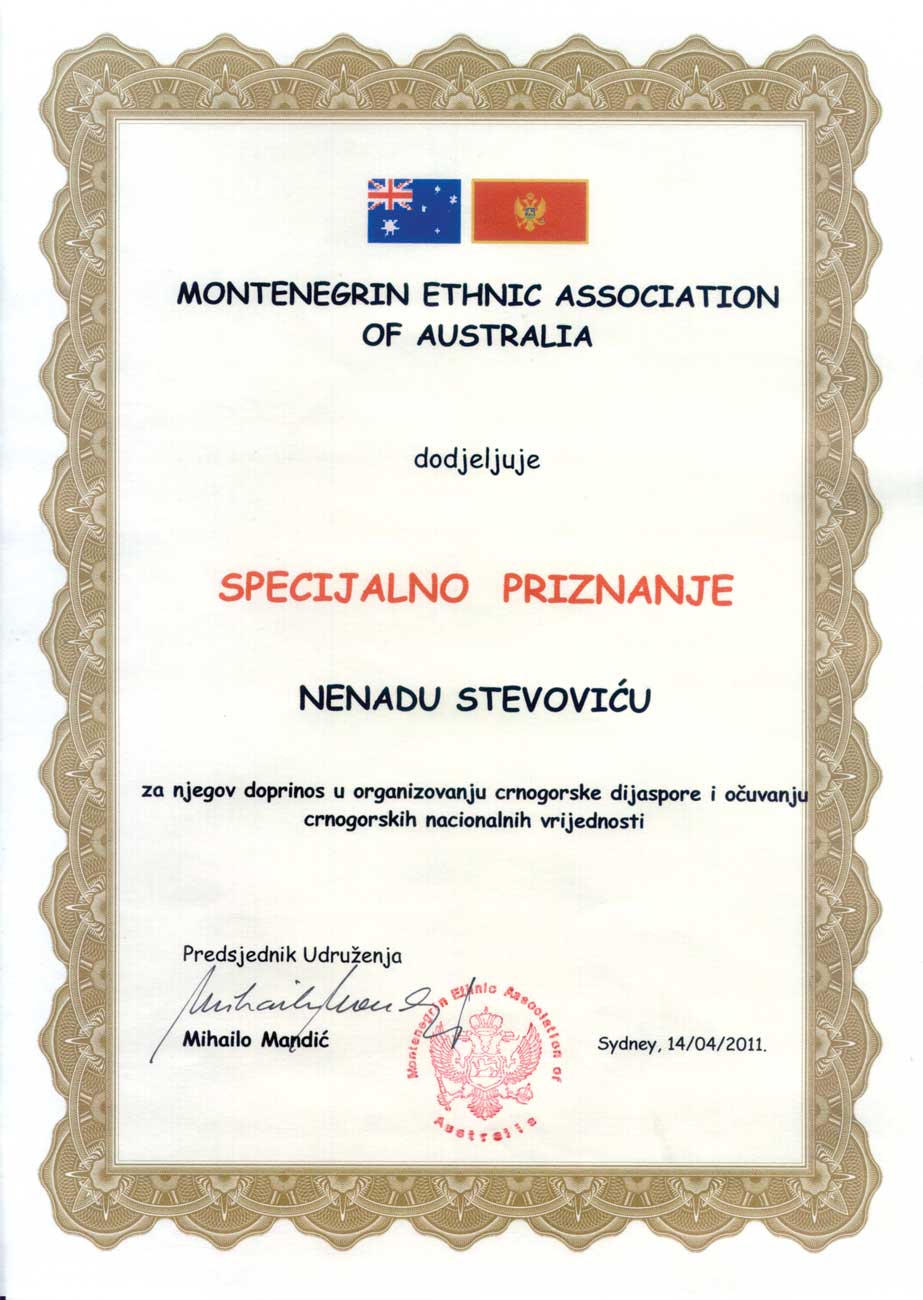 MONTENEGRIN ETHNIC ASSOCIATION
OF AUSTRALIA
dodjeljuje
SPECIJALNO PRIZNANJE
NENADU STEVOVIĆU
za njegov doprinos u organizovanju crnogorske dijaspore i očuvanju
crnogorskih nacionalnih vrijednosti
Predsjednik Udruženja
Mihailo Mandić
Montenegrin Ethnic Association of
Australia
Sydney, 14/04/2011.